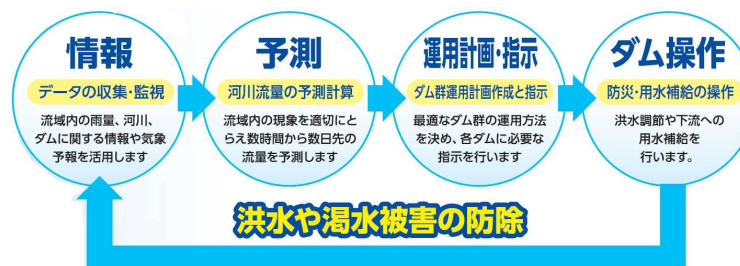 情報
データの収集・監視
流域内の雨量、河川、
ダムに関する情報や気象
予報を活用します
予測
河川流量の予測計算
流域内の現象を適切にと
らえ数時間から数日先の
流量を予測します
運用計画・指示
ダム群運用計画作成と指示
最適なダム群の運用方法
を決め、各ダムに必要な
指示を行います
ダム操作
防災・用水補給の操作
洪水調節や下流への
用水補給を
行います。
洪水や渇水被害の防除